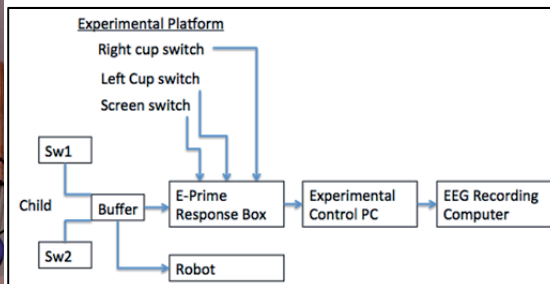 Experimental Platform
Right cup switch
Left Cup switch
Screen switch
Sw1
Child
Buffer
Sw2
E-Prime
Response Box
Experimental
Control PC
EEG Recording
Computer
Robot